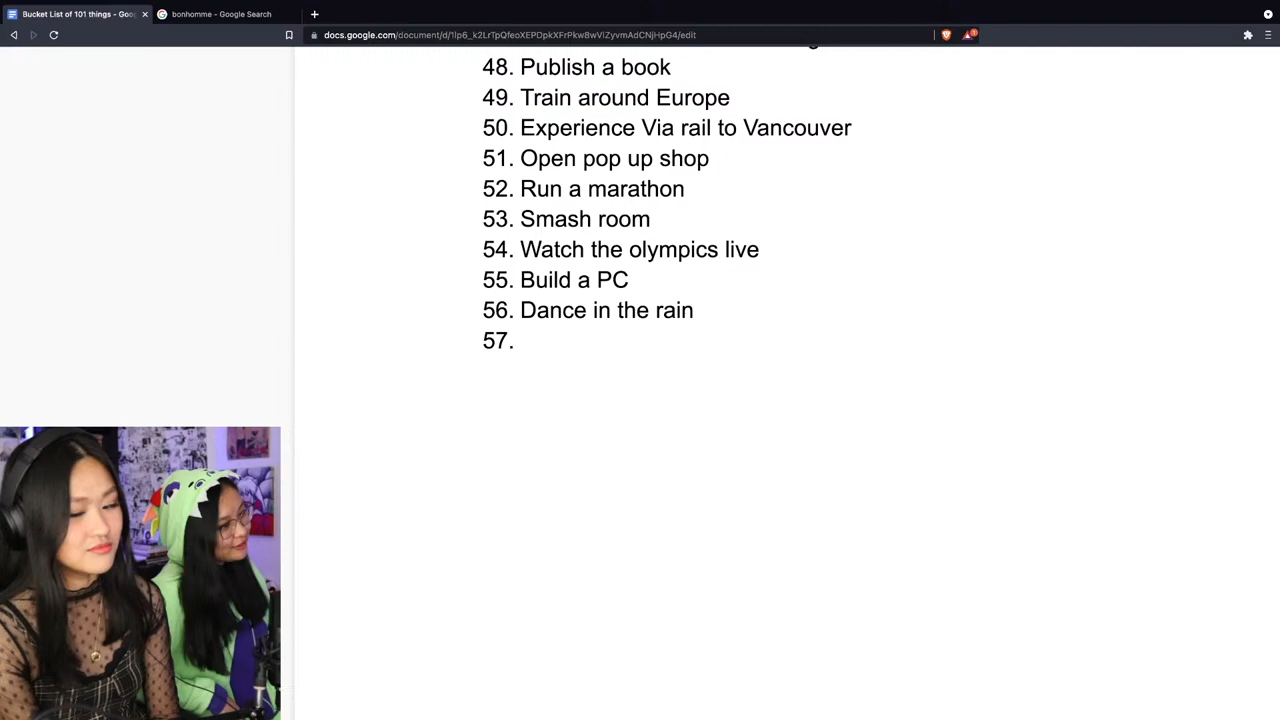 Bucket List of 101 things - Goo
bonhomme - Google Search
docs.google.com/document/d/1lp6_k2LrTpQfeoXEPDpkXFrPkw8wVlZyvmAdCNjHpG4/edit
48. Publish a book
49. Train around Europe
50. Experience Via rail to Vancouver
51. Open pop up shop
52. Run a marathon
53. Smash room
54. Watch the olympics live
55. Build a PC
56. Dance in the rain
57.